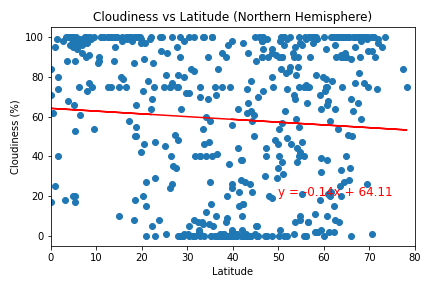 Cloudiness vs Latitude (Northern Hemisphere)
100
80
60
40
20
0
Cloudiness (%)
y = -0.14x + 64.11
0 10 20 30 40 50 60 70 80
Latitude